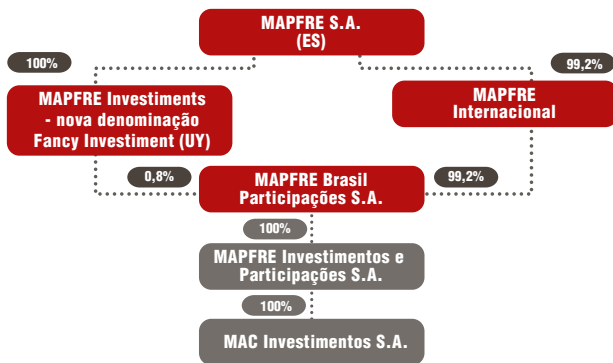 MAPFRE S.A.
(ES)
100%
99,2%
MAPFRE Investiments
- nova denominação
Fancy Investiment (UY)
MAPFRE
Internacional
0,8%
MAPFRE Brasil
Participações S.A.
99,2%
100%
MAPFRE Investimentos e
Participações S.A.
100%
MAC Investimentos S.A.